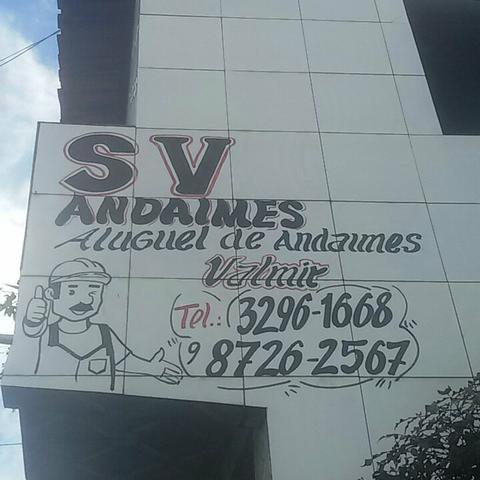 SV
ANDAIMES
Aluguel de Andaimes
Valmir
Tel.: 3296-1668
9 8726-2567